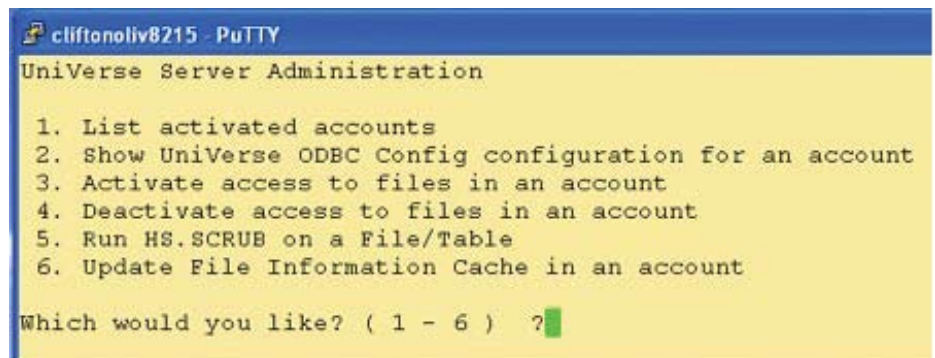 cliftonoliv8215 - PuTTY
UniVerse Server Administration
1. List activated accounts
2. Show UniVerse ODBC Config configuration for an account
3. Activate access to files in an account
4. Deactivate access to files in an account
5. Run HS.SCRUB on a File/Table
6. Update File Information Cache in an account
Which would you like? ( 1 - 6 ) ?